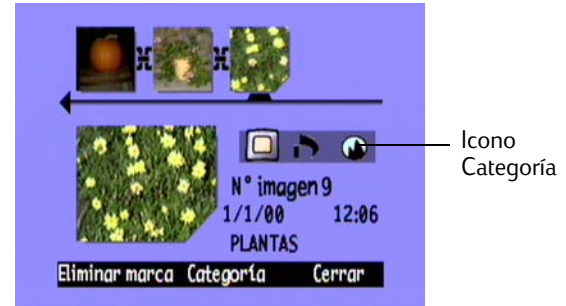 Icono
Categoría
N° imagen 9
1/1/00 12:06
PLANTAS
Eliminar marca Categoría Cerrar